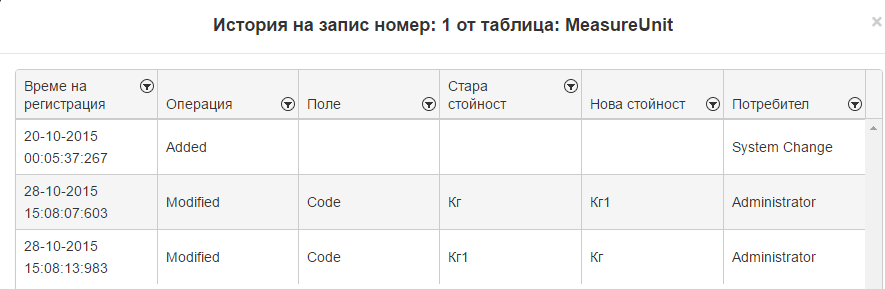 История на запис номер: 1 от таблица: MeasureUnit
×
Време на
регистрация
Операция
Поле
Стара
стойност
Нова стойност
Потребител
20-10-2015
00:05:37:267
Added
System Change
28-10-2015
15:08:07:603
Modified
Code
Кг
Кг1
Administrator
28-10-2015
15:08:13:983
Modified
Code
Кг1
Кг
Administrator